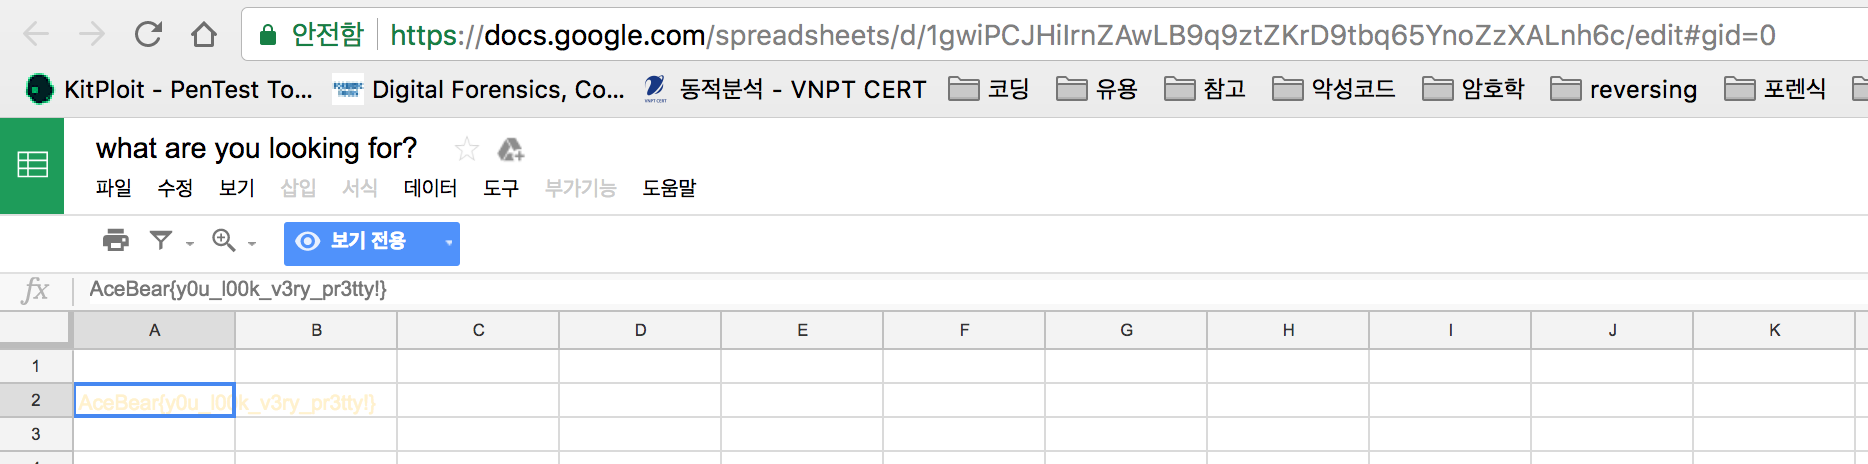 안전함 https://docs.google.com/spreadsheets/d/1gwiPCJHiIrnZAwLB9q9ztZKrD9tbq65YnoZzXALnh6c/edit#gid=0
KitPloit - PenTest To... Digital Forensics, Co... VNPT CERT 동적분석 - VNPT CERT 코딩 유용 참고 악성코드 암호학 reversing 포렌식
what are you looking for?
파일 수정 보기 삽입 서식 데이터 도구 부가기능 도움말
보기 전용
fx AceBear{y0u_l00k_v3ry_pr3tty!}
A B C D E F G H I J K
1
2 AceBear{y0u_l00k_v3ry_pr3tty!}
3